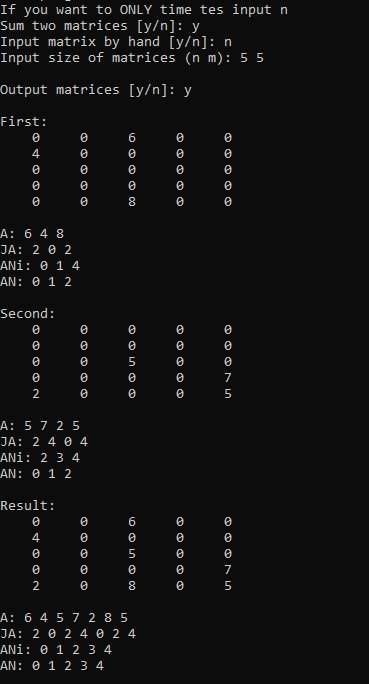 If you want to ONLY time tes input n
Sum two matrices [y/n]: y
Input matrix by hand [y/n]: n
Input size of matrices (n m): 5 5
Output matrices [y/n]: y
First:
0 0 6 0 0
4 0 0 0 0
0 0 0 0 0
0 0 0 0 0
0 0 8 0 0
A: 6 4 8
JA: 2 0 2
ANi: 0 1 4
AN: 0 1 2
Second:
0 0 0 0 0
0 0 0 0 0
0 0 5 0 0
0 0 0 0 7
2 0 0 0 5
A: 5 7 2 5
JA: 2 4 0 4
ANi: 2 3 4
AN: 0 1 2
Result:
0 0 6 0 0
4 0 0 0 0
0 0 5 0 0
0 0 0 0 7
2 0 8 0 5
A: 6 4 5 7 2 8 5
JA: 2 0 2 4 0 2 4
ANi: 0 1 2 3 4
AN: 0 1 2 3 4